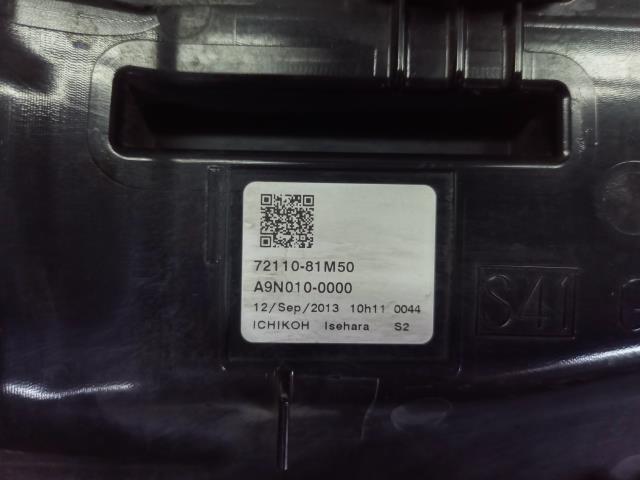 72110-81M50
A9N010-0000
12/Sep/2013 10h11 0044
ICHIKOH Isehara S2
S41